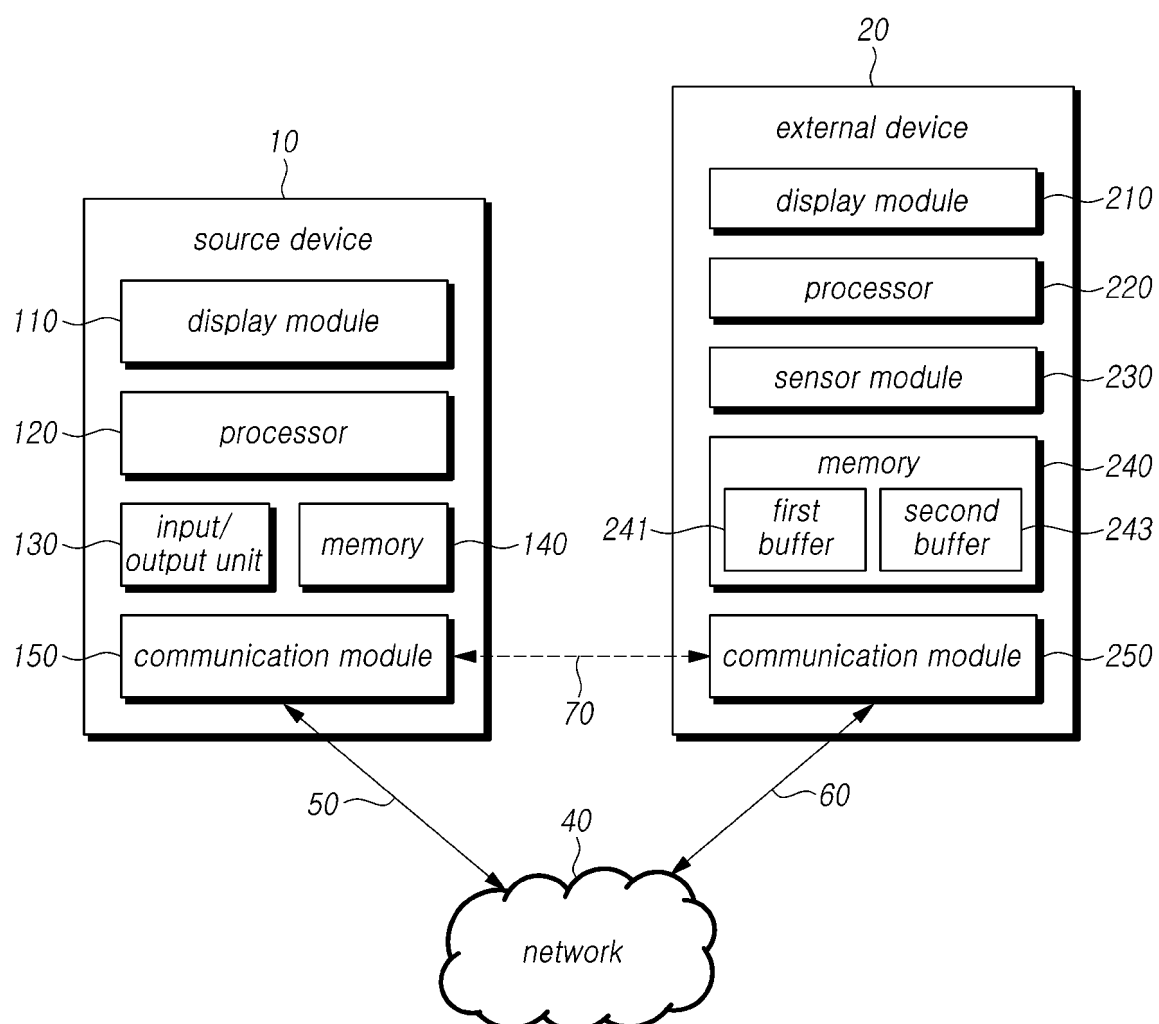 20
external device
display module
210
processor
220
sensor module
230
memory
240
241
first
buffer
second
buffer
243
communication module
250
10
source device
110
display module
120
processor
130
input/
output unit
memory
140
150
communication module
70
50
60
40
network